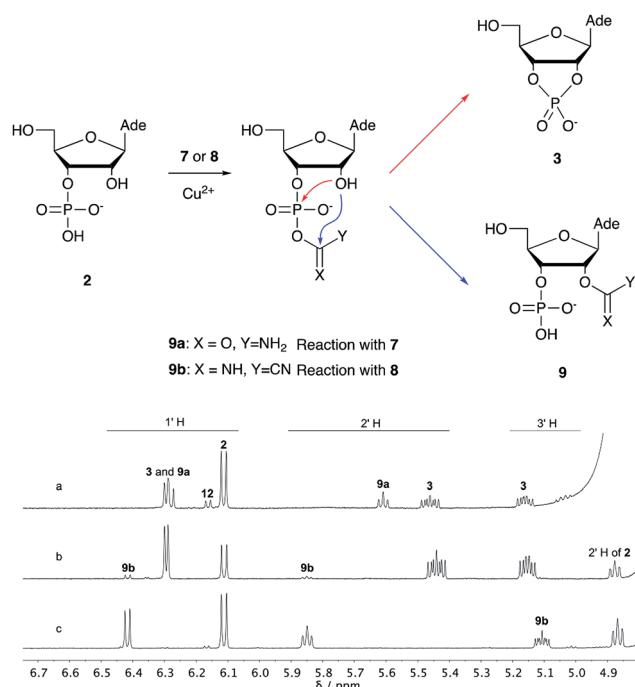 HO
O
Ade
O
O
P
O
O-
3
HO
O
Ade
O
OH
O=P-O-
OH
2
7 or 8
Cu2+
HO
O
Ade
O
OH
O=P-O-
O
Y
X
HO
O
Ade
O
O
Y
O=P-O-
X
OH
9
9a: X = O, Y=NH2 Reaction with 7
9b: X = NH, Y=CN Reaction with 8
1' H
2' H
3' H
2
3 and 9a
12
9a
3
3
a
9b
9b
2' H of 2
b
9b
c
6.7 6.6 6.5 6.4 6.3 6.2 6.1 6.0 5.9 5.8 5.7 5.6 5.5 5.4 5.3 5.2 5.1 5.0 4.9
δ / ppm